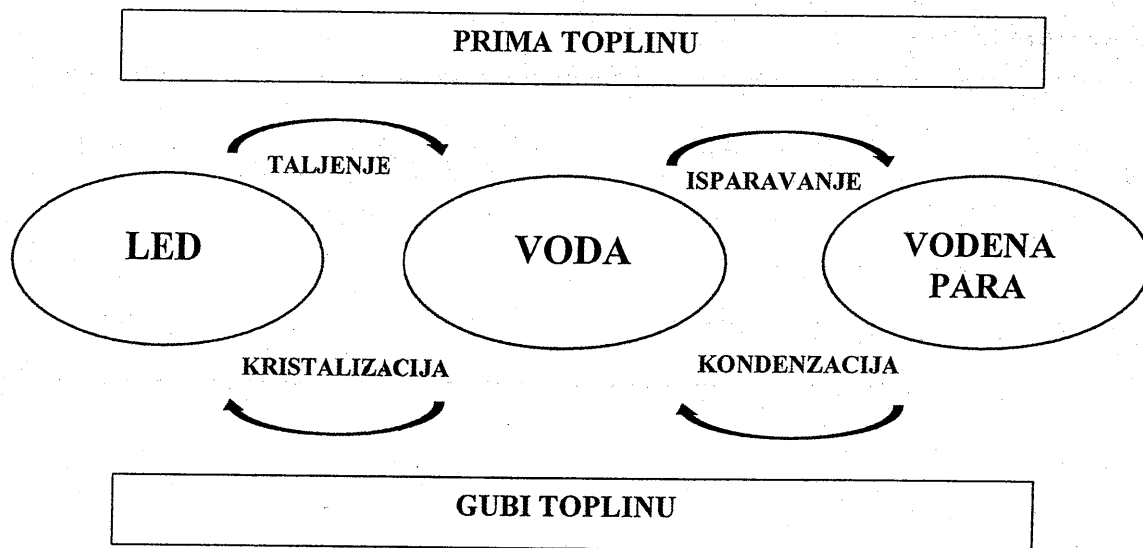 PRIMA TOPLINU
TALJENJE
ISPARAVANJE
LED
VODA
VODENA
PARA
KRISTALIZACIJA
KONDENZACIJA
GUBI TOPLINU